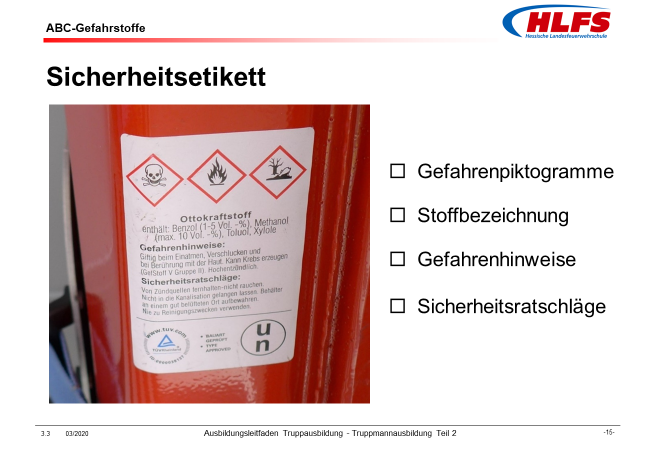 ABC-Gefahrstoffe
HLFS
Hessische Landesfeuerwehrschule
Sicherheitsetikett
Ottokraftstoff
enthält: Benzol (1-5 Vol. -%), Methanol
(max. 10 Vol. -%), Toluol, Xylole
Gefahrenhinweise:
Giftig beim Einatmen, Verschlucken und
bei Berührung mit der Haut. Kann Krebs erzeugen
(GefStoff V Gruppe II). Hochentzündlich.
Sicherheitsratschläge:
Von Zündquellen fernhalten-nicht rauchen.
Nicht in die Kanalisation gelangen lassen. Behälter
an einem gut belüfteten Ort aufbewahren.
Nie zu Reinigungszwecken verwenden.
www.tuv.com
• BAUART
GEPRÜFT
• TYPE
APPROVED
u
n
Gefahrenpiktogramme
Stoffbezeichnung
Gefahrenhinweise
Sicherheitsratschläge
3.3 03/2020 Ausbildungsleitfaden Truppausbildung - Truppmannausbildung Teil 2 -15-